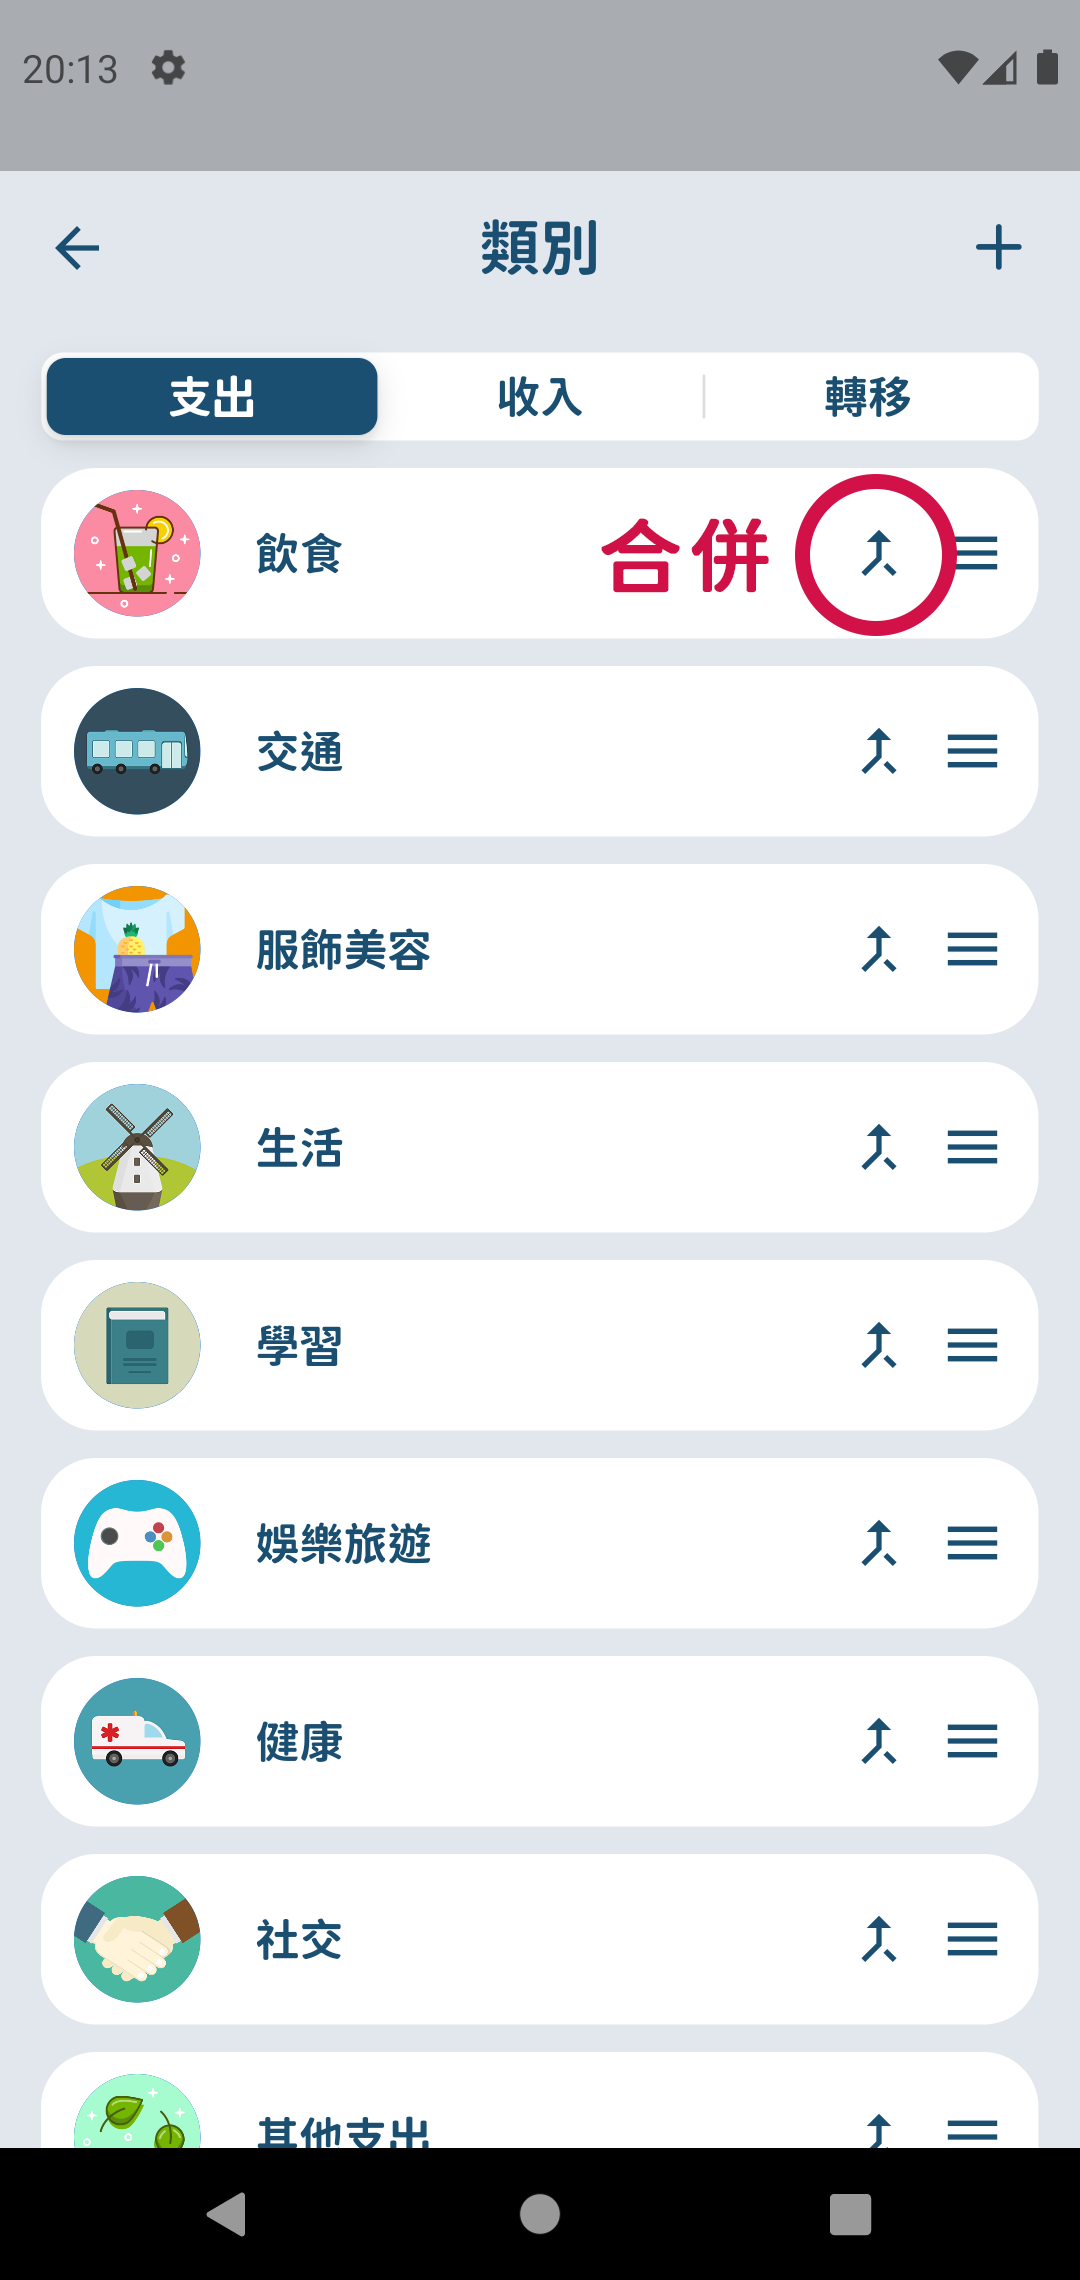 20:13
類別
支出 收入 轉移
飲食 合併
交通
服飾美容
生活
學習
娛樂旅遊
健康
社交
其他支出